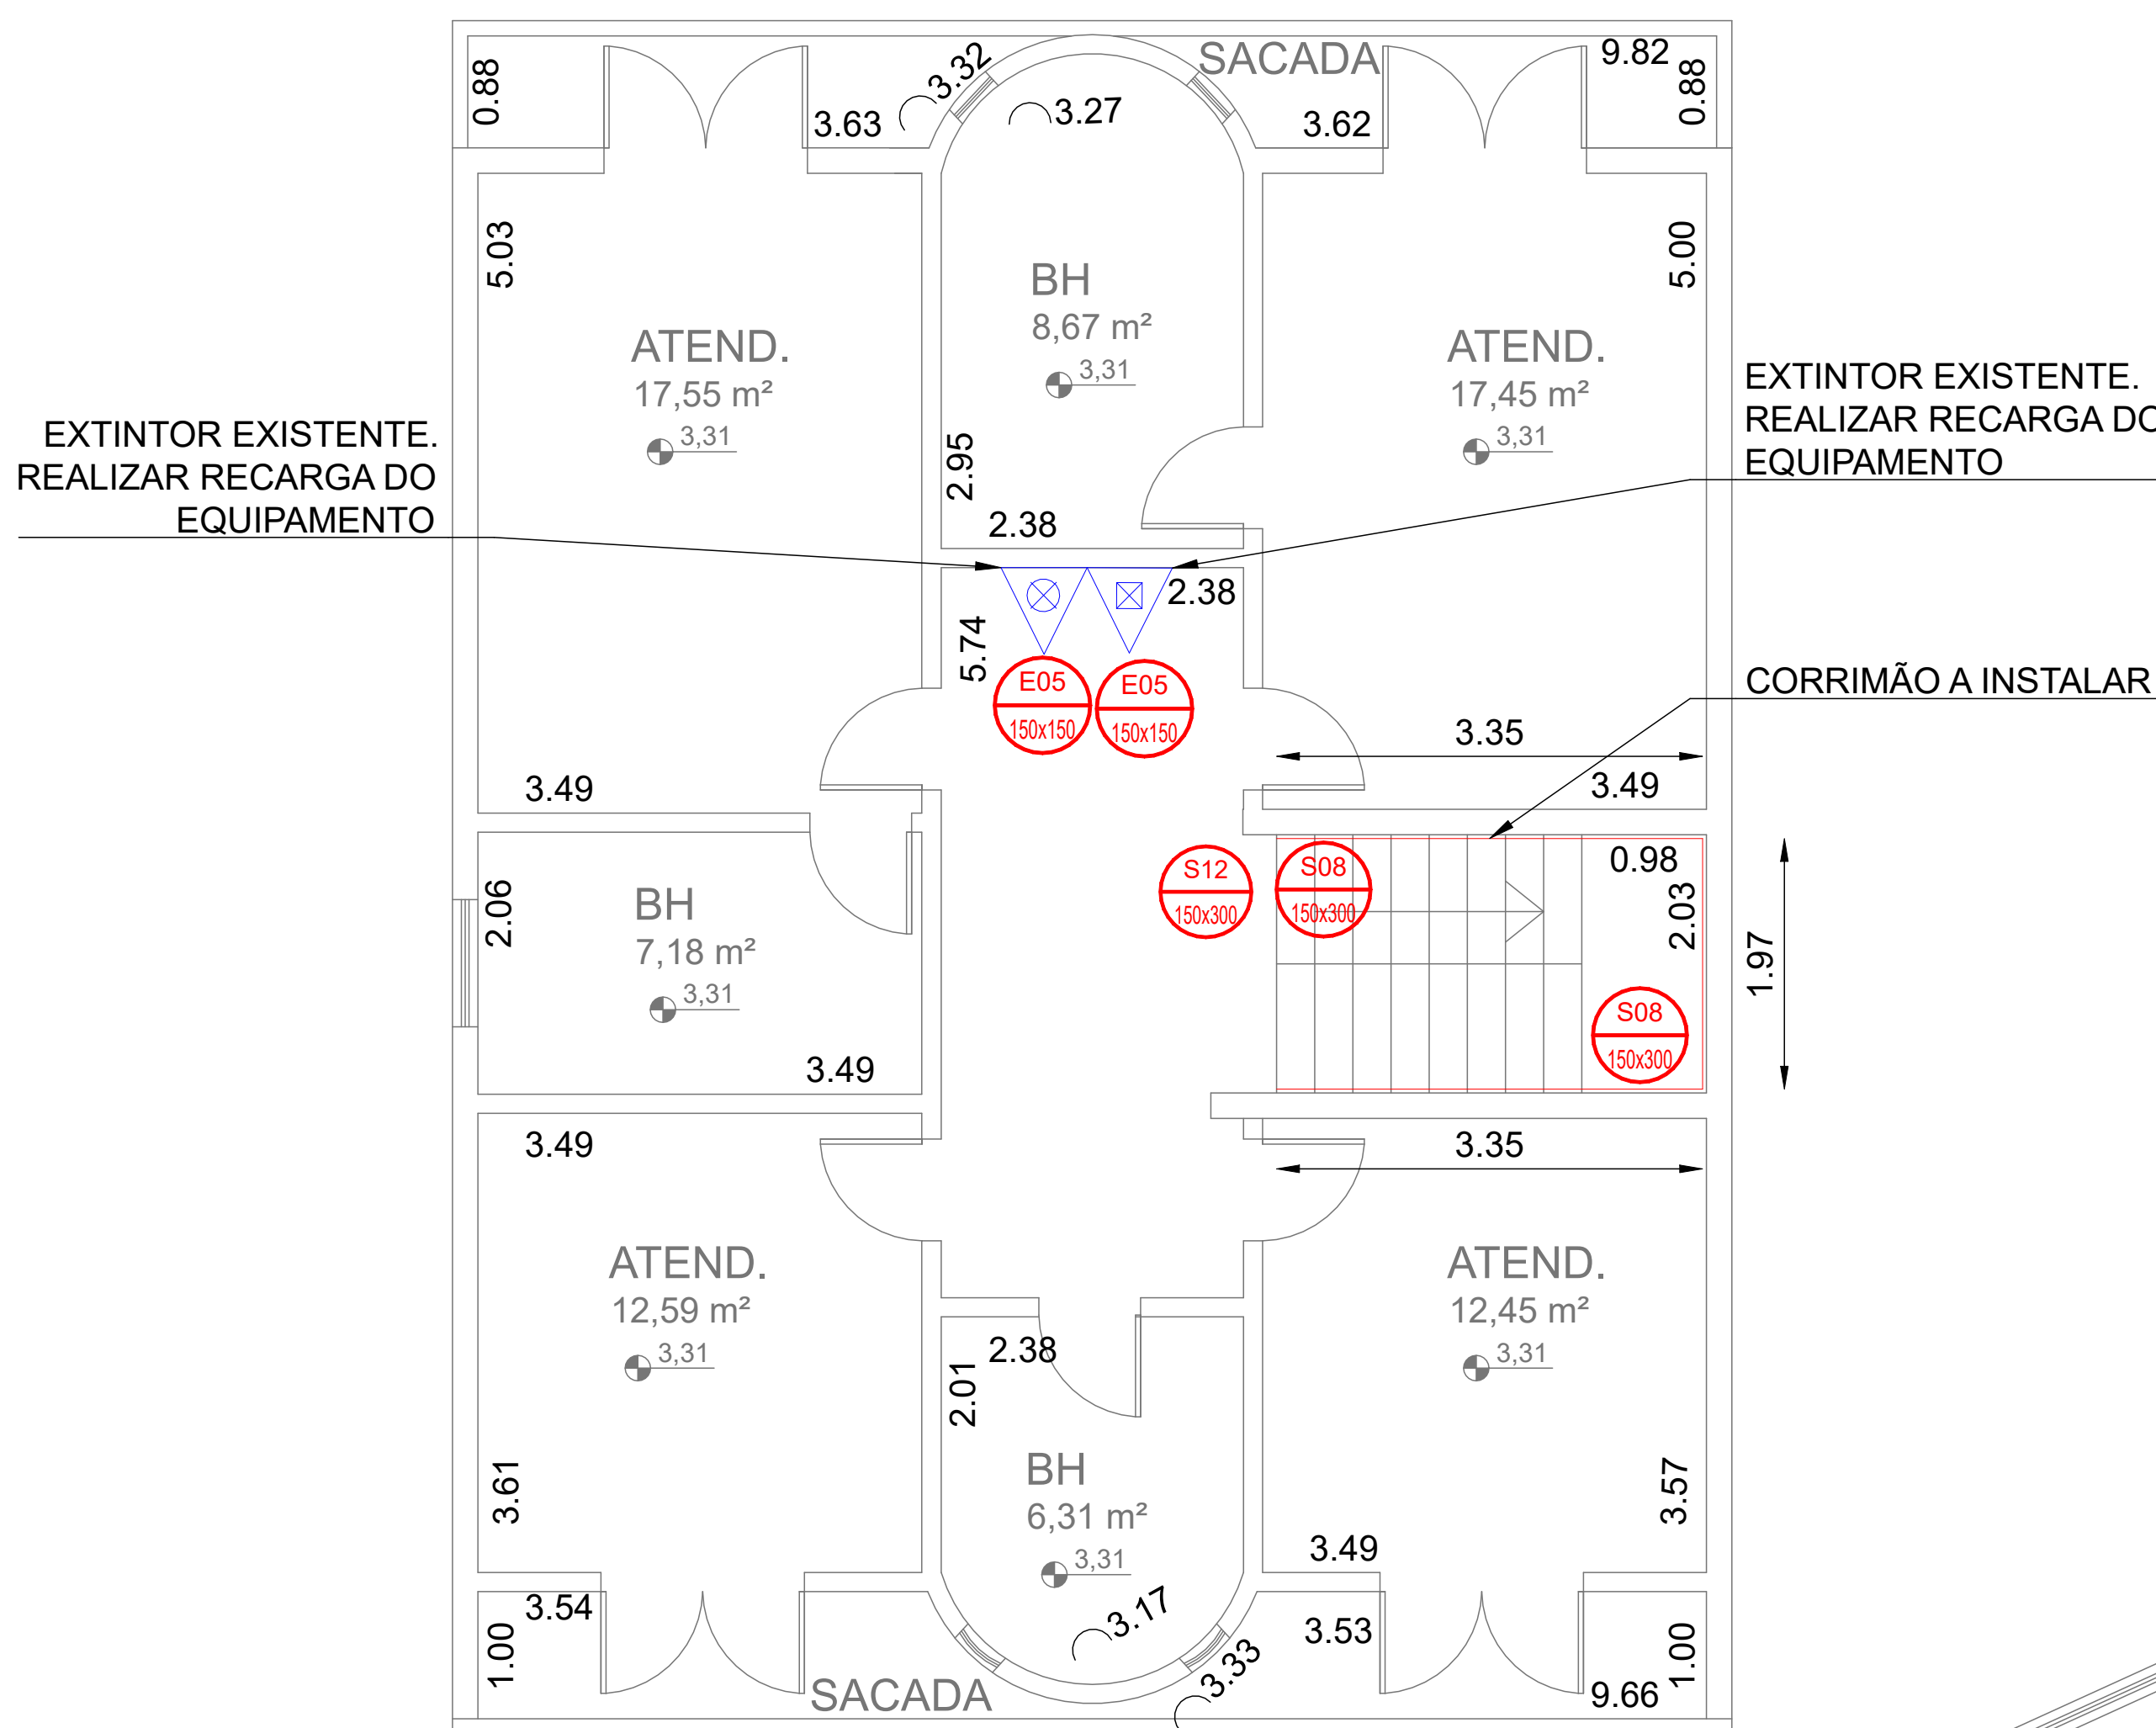 SACADA
9.82
0.88
0.88
3.32
3.27
3.63
3.62
5.03
5.00
BH
8,67 m²
3,31
ATEND.
17,55 m²
3,31
ATEND.
17,45 m²
3,31
EXTINTOR EXISTENTE.
REALIZAR RECARGA DO
EQUIPAMENTO
EXTINTOR EXISTENTE.
REALIZAR RECARGA DO
EQUIPAMENTO
2.95
2.38
2.38
5.74
E05
150x150
E05
150x150
CORRIMÃO A INSTALAR
3.35
3.49
3.49
S12
150x300
S08
150x300
0.98
2.03
1.97
2.06
BH
7,18 m²
3,31
S08
150x300
3.49
3.49
3.35
ATEND.
12,59 m²
3,31
ATEND.
12,45 m²
3,31
2.38
2.01
BH
6,31 m²
3,31
3.61
3.57
3.49
3.54
3.17
3.53
1.00
1.00
3.33
SACADA
9.66